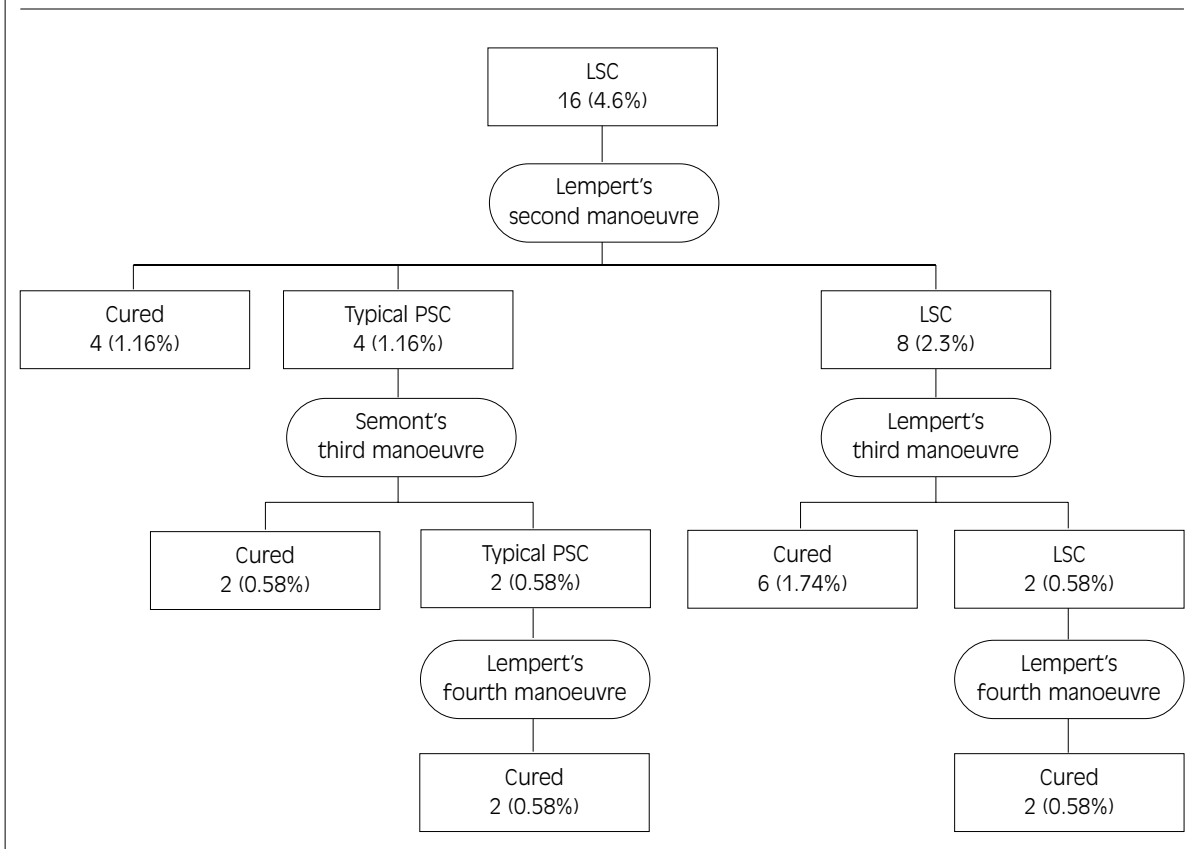 LSC
16 (4.6%)
Lempert's
second manoeuvre
Cured
4 (1.16%)
Typical PSC
4 (1.16%)
LSC
8 (2.3%)
Semont's
third manoeuvre
Lempert's
third manoeuvre
Cured
2 (0.58%)
Typical PSC
2 (0.58%)
Cured
6 (1.74%)
LSC
2 (0.58%)
Lempert's
fourth manoeuvre
Lempert's
fourth manoeuvre
Cured
2 (0.58%)
Cured
2 (0.58%)